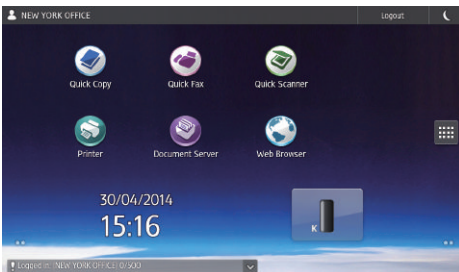 NEW YORK OFFICE Logout
Quick Copy Quick Fax Quick Scanner
Printer Document Server Web Browser
30/04/2014
15:16
K
Logged in :NEW YORK OFFICE| 0/500